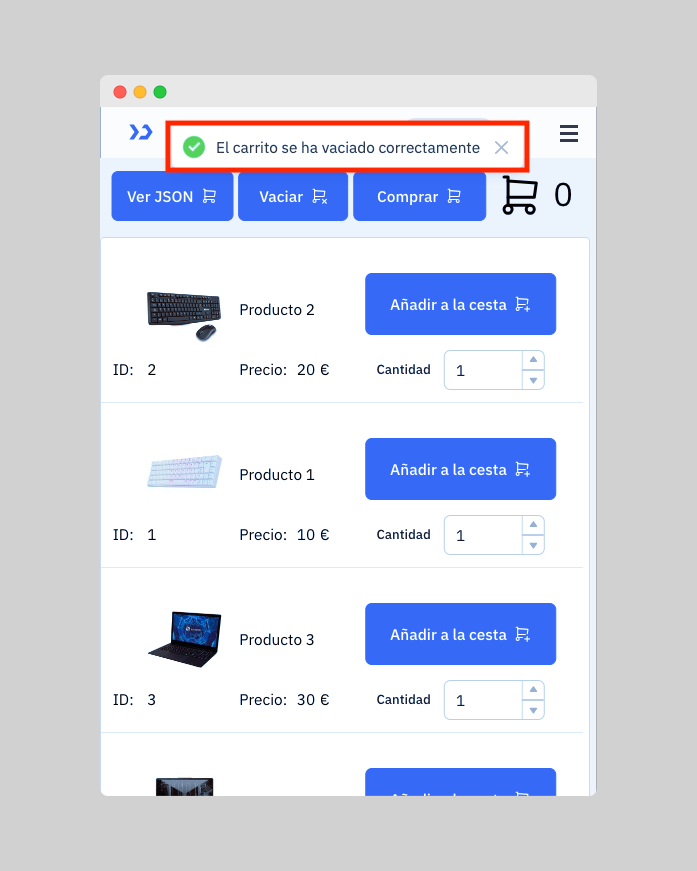 El carrito se ha vaciado correctamente
Ver JSON Vaciar Comprar 0
Producto 2 Añadir a la cesta
ID: 2 Precio: 20 € Cantidad 1
Producto 1 Añadir a la cesta
ID: 1 Precio: 10 € Cantidad 1
Producto 3 Añadir a la cesta
ID: 3 Precio: 30 € Cantidad 1